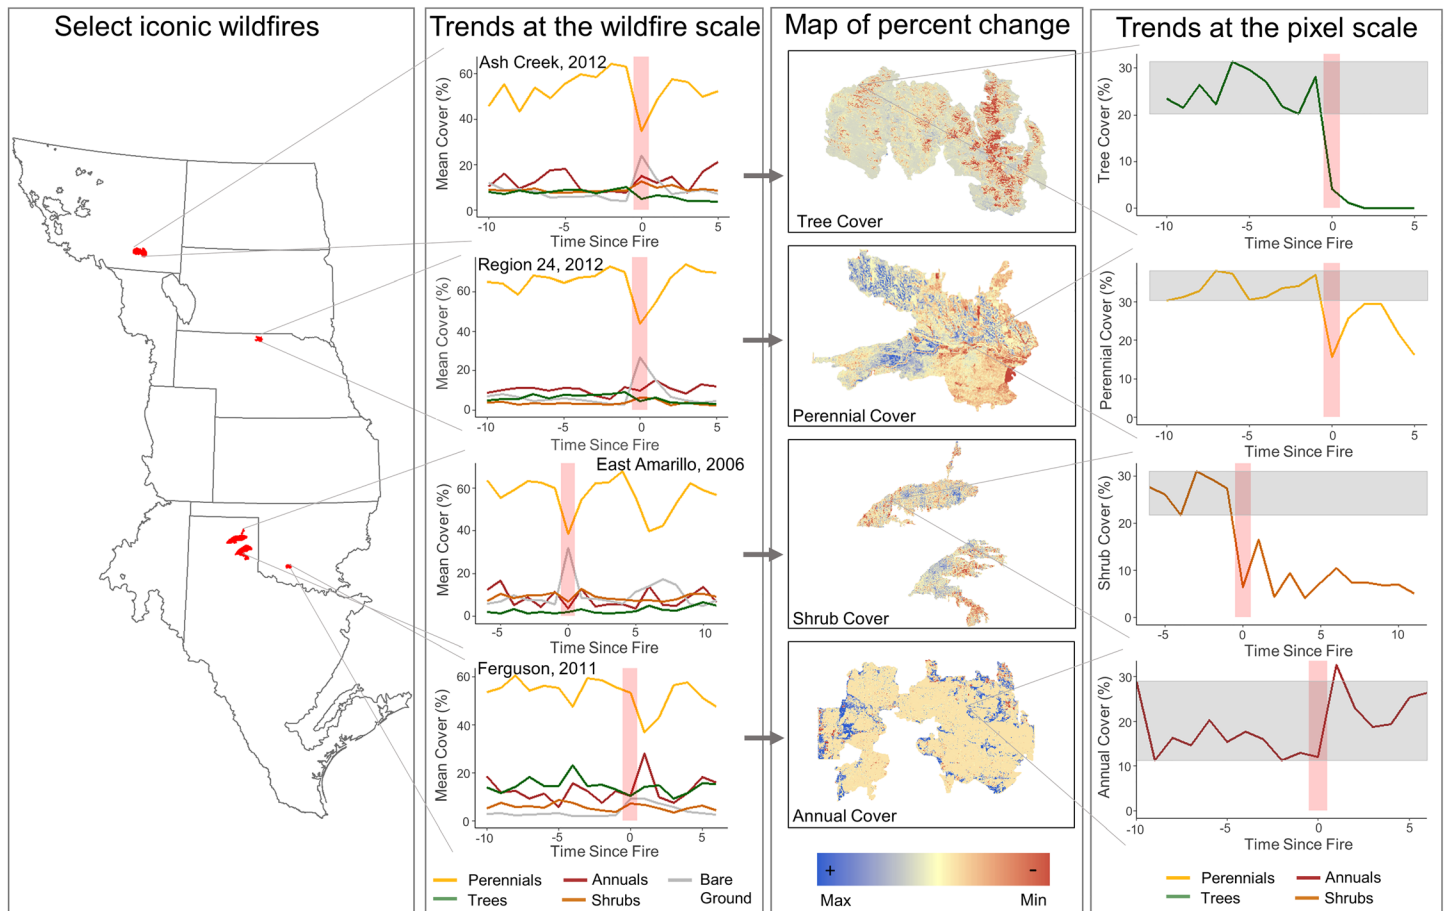 Select iconic wildfires
Trends at the wildfire scale
Map of percent change
Trends at the pixel scale
Ash Creek, 2012
Mean Cover (%)
60
40
20
0
-10
-5
0
5
Time Since Fire
Region 24, 2012
Mean Cover (%)
60
40
20
0
-10
-5
0
5
Time Since Fire
East Amarillo, 2006
Mean Cover (%)
60
40
20
0
-5
0
5
10
Time Since Fire
Ferguson, 2011
Mean Cover (%)
60
40
20
0
-10
-5
0
5
Time Since Fire
Perennials
Annuals
Bare
Ground
Trees
Shrubs
Tree Cover
Perennial Cover
Shrub Cover
Annual Cover
+
-
Max
Min
Tree Cover (%)
30
20
10
0
-10
-5
0
5
Time Since Fire
Perennial Cover (%)
30
20
10
0
-10
-5
0
5
Time Since Fire
Shrub Cover (%)
30
20
10
0
-5
0
5
10
Time Since Fire
Annual Cover (%)
30
20
10
0
-10
-5
0
5
Time Since Fire
Perennials
Annuals
Trees
Shrubs